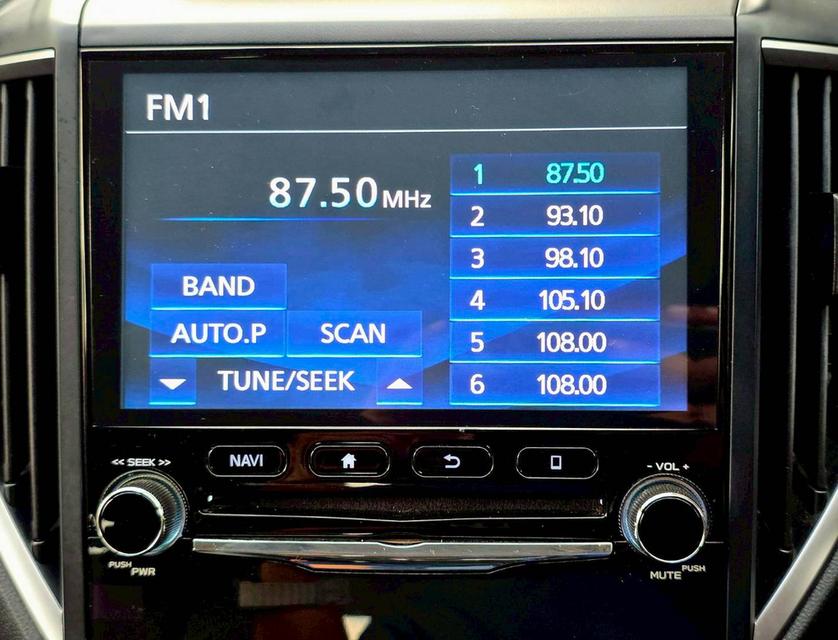 FM1
87.50MHz
1 87.50
2 93.10
3 98.10
4 105.10
5 108.00
6 108.00
BAND
AUTO.P SCAN
TUNE/SEEK
<< SEEK >>
NAVI
- VOL +
PUSH PWR
MUTE PUSH